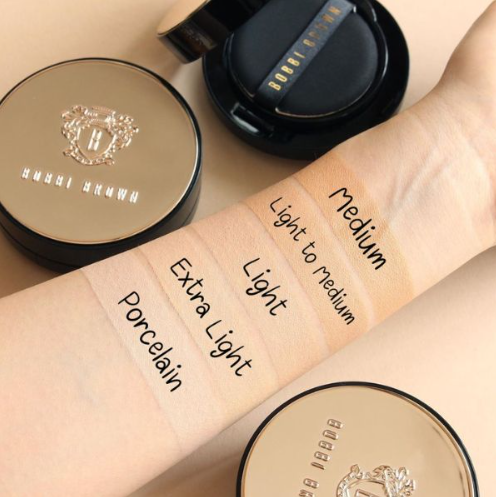 BOBBI BROWN
BOBBI BROWN
Medium
Light to Medium
Light
Extra Light
Porcelain